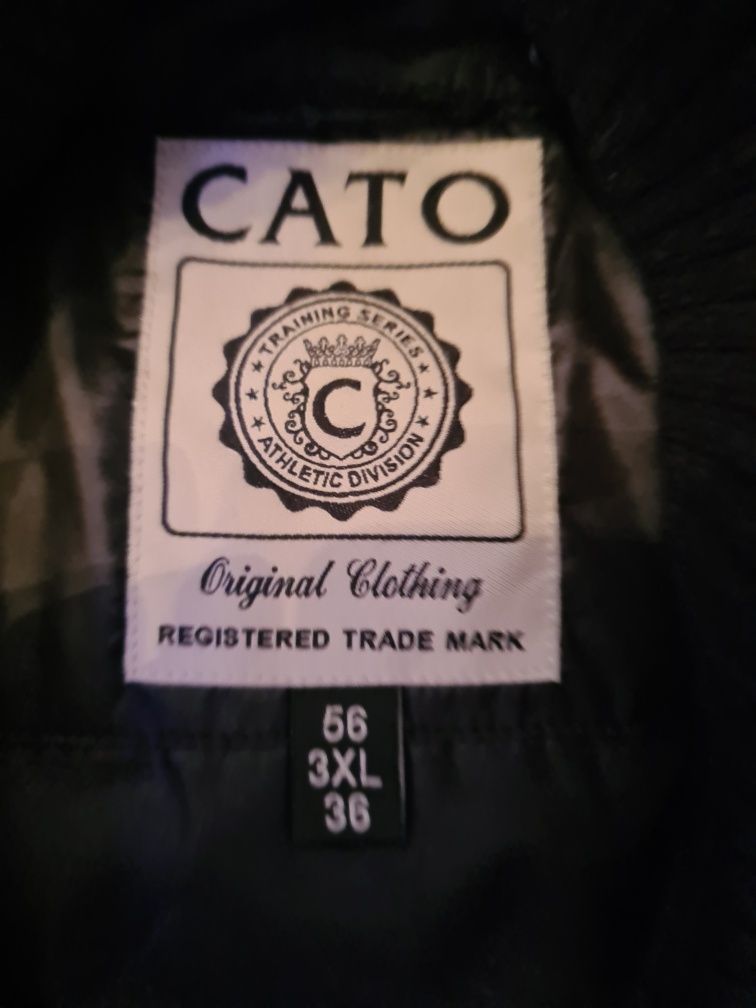 CATO
TRAINING SERIES
C
ATHLETIC DIVISION
Original Clothing
REGISTERED TRADE MARK
56
3XL
36